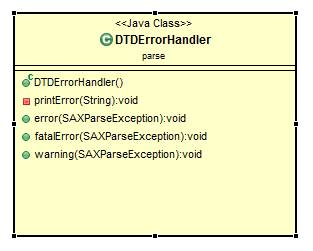 <<Java Class>>
C DTDErrorHandler
parse
C DTDErrorHandler()
printError(String):void
error(SAXParseException):void
fatalError(SAXParseException):void
warning(SAXParseException):void